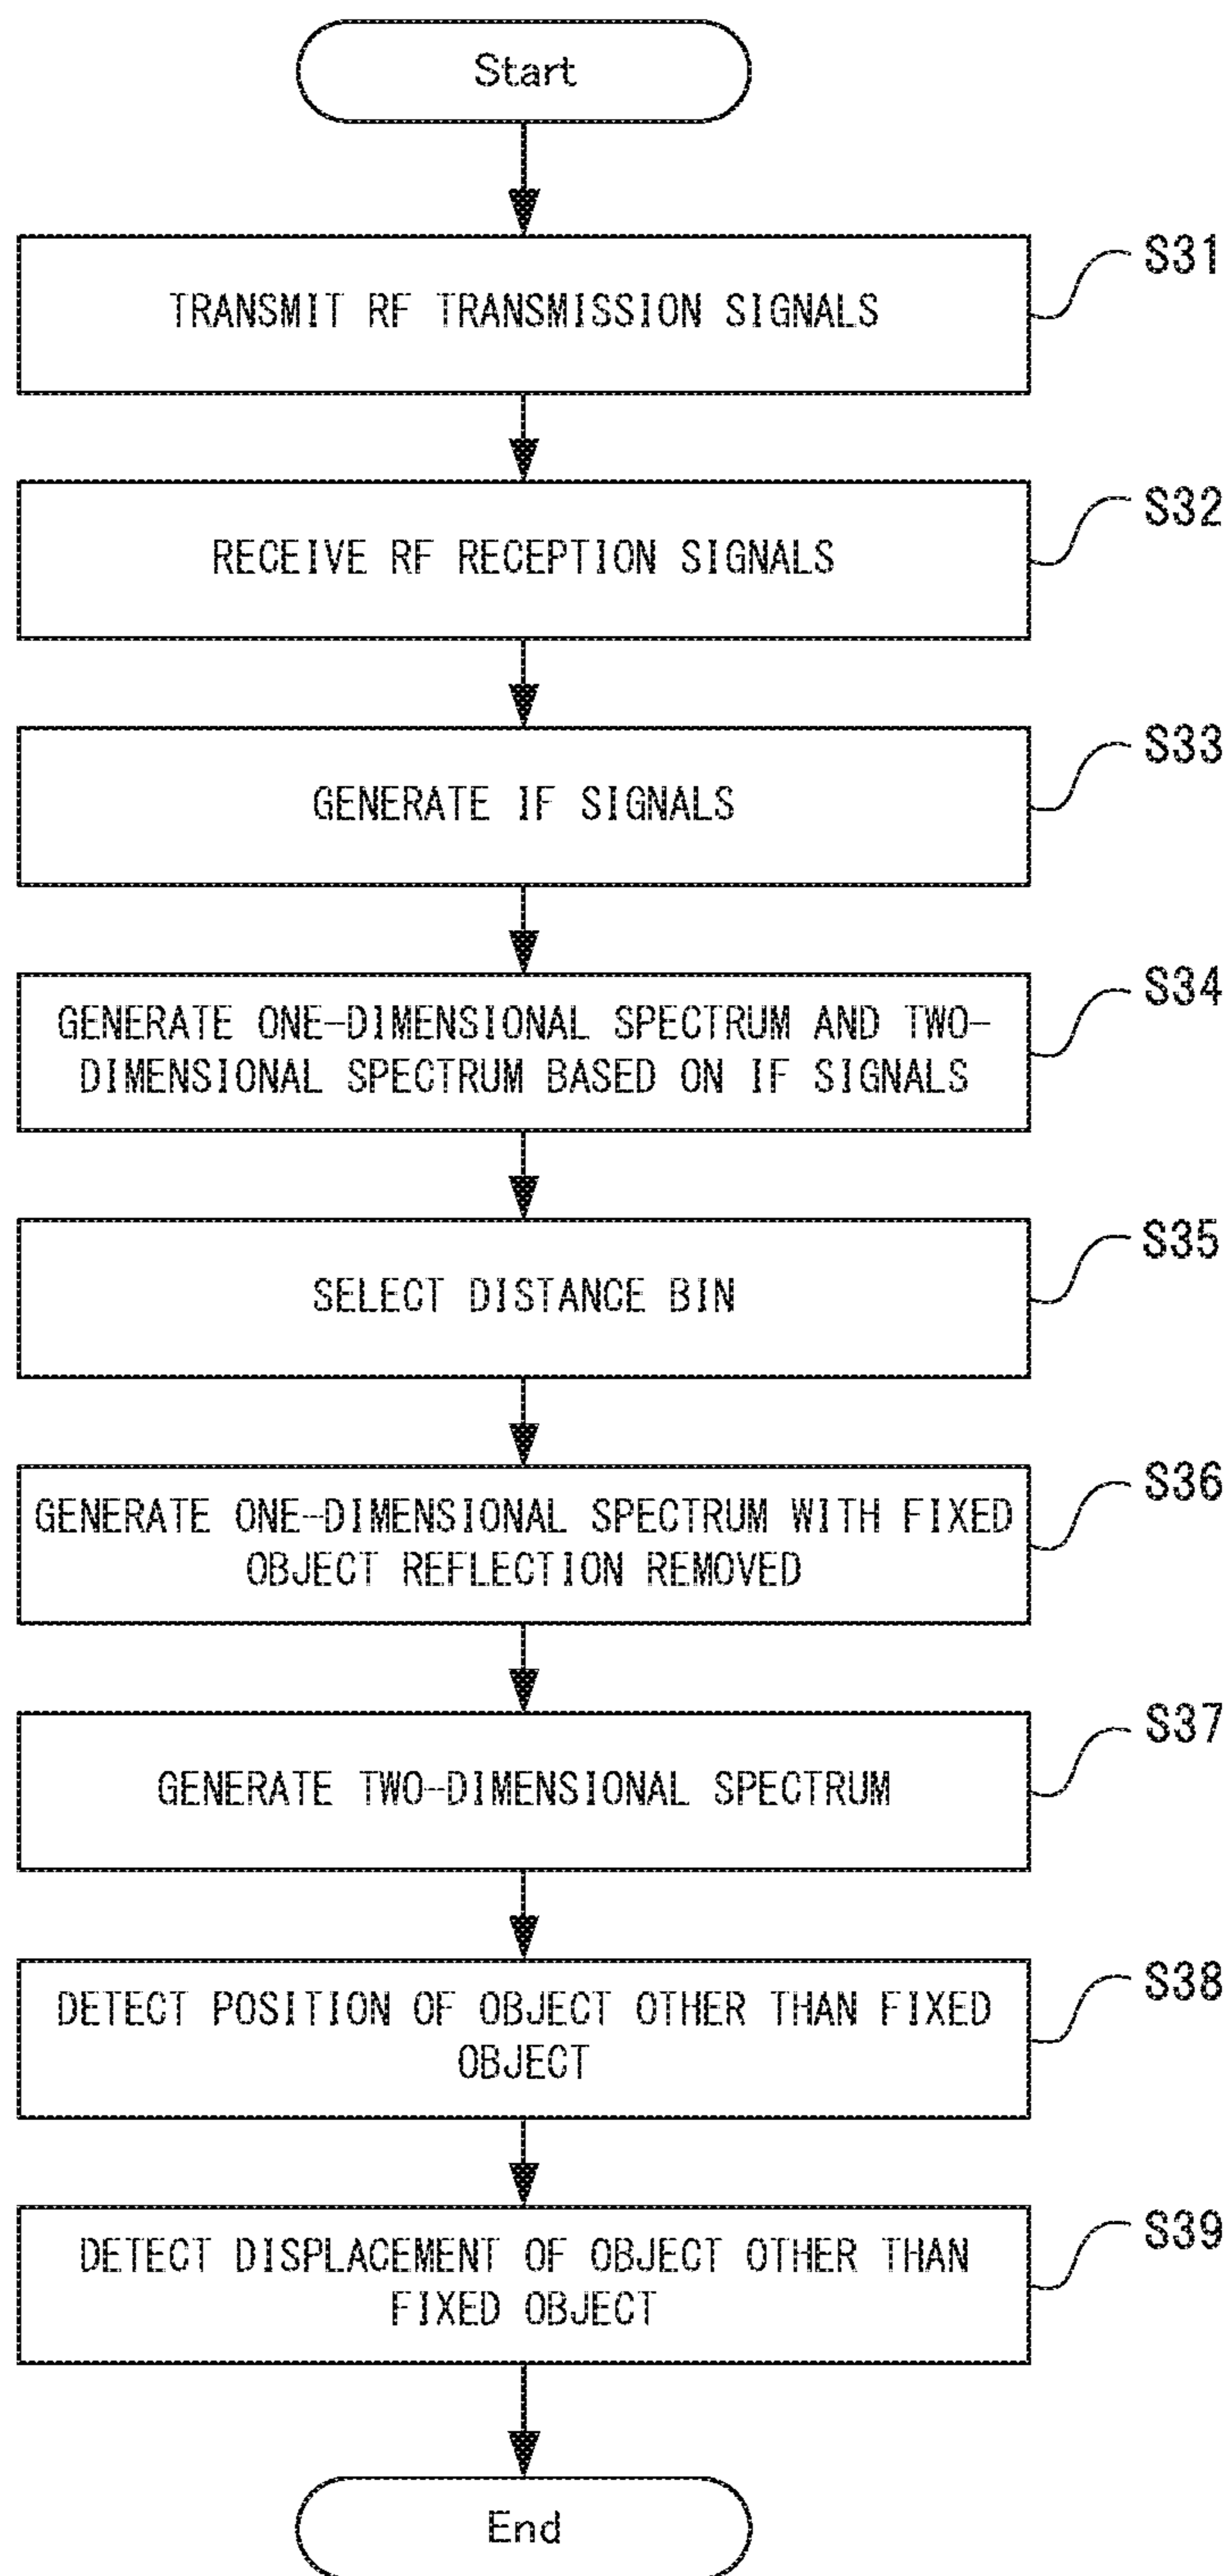 Start
TRANSMIT RF TRANSMISSION SIGNALS
S31
RECEIVE RF RECEPTION SIGNALS
S32
GENERATE IF SIGNALS
S33
GENERATE ONE-DIMENSIONAL SPECTRUM AND TWO-
DIMENSIONAL SPECTRUM BASED ON IF SIGNALS
S34
SELECT DISTANCE BIN
S35
GENERATE ONE-DIMENSIONAL SPECTRUM WITH FIXED
OBJECT REFLECTION REMOVED
S36
GENERATE TWO-DIMENSIONAL SPECTRUM
S37
DETECT POSITION OF OBJECT OTHER THAN FIXED
OBJECT
S38
DETECT DISPLACEMENT OF OBJECT OTHER THAN
FIXED OBJECT
S39
End